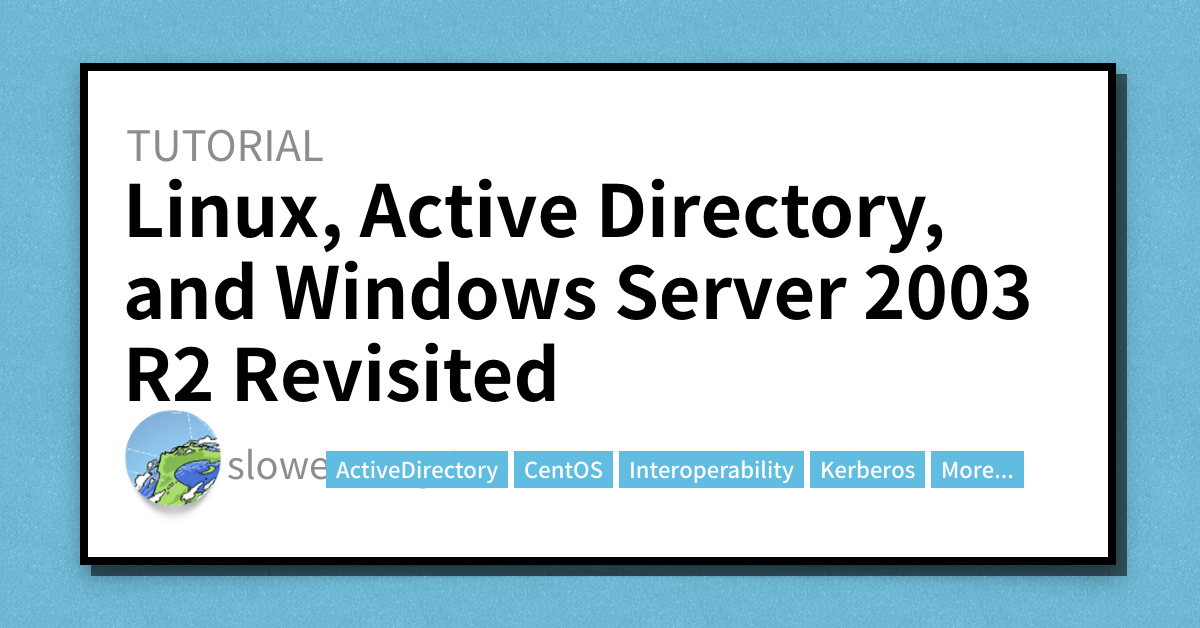 TUTORIAL
Linux, Active Directory,
and Windows Server 2003
R2 Revisited
ActiveDirectory CentOS Interoperability Kerberos More...